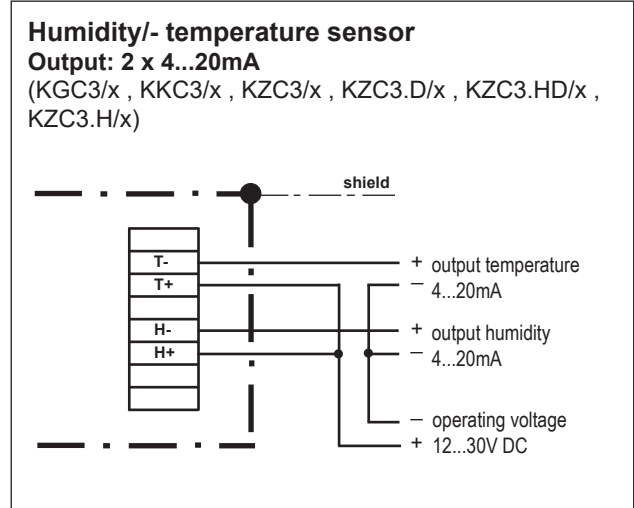 Humidity/- temperature sensor
Output: 2 x 4...20mA
(KGC3/x , KKC3/x , KZC3/x , KZC3.D/x , KZC3.HD/x ,
KZC3.H/x)
shield
T-
T+
H-
H+
+ output temperature
− 4...20mA
+ output humidity
− 4...20mA
− operating voltage
+ 12...30V DC